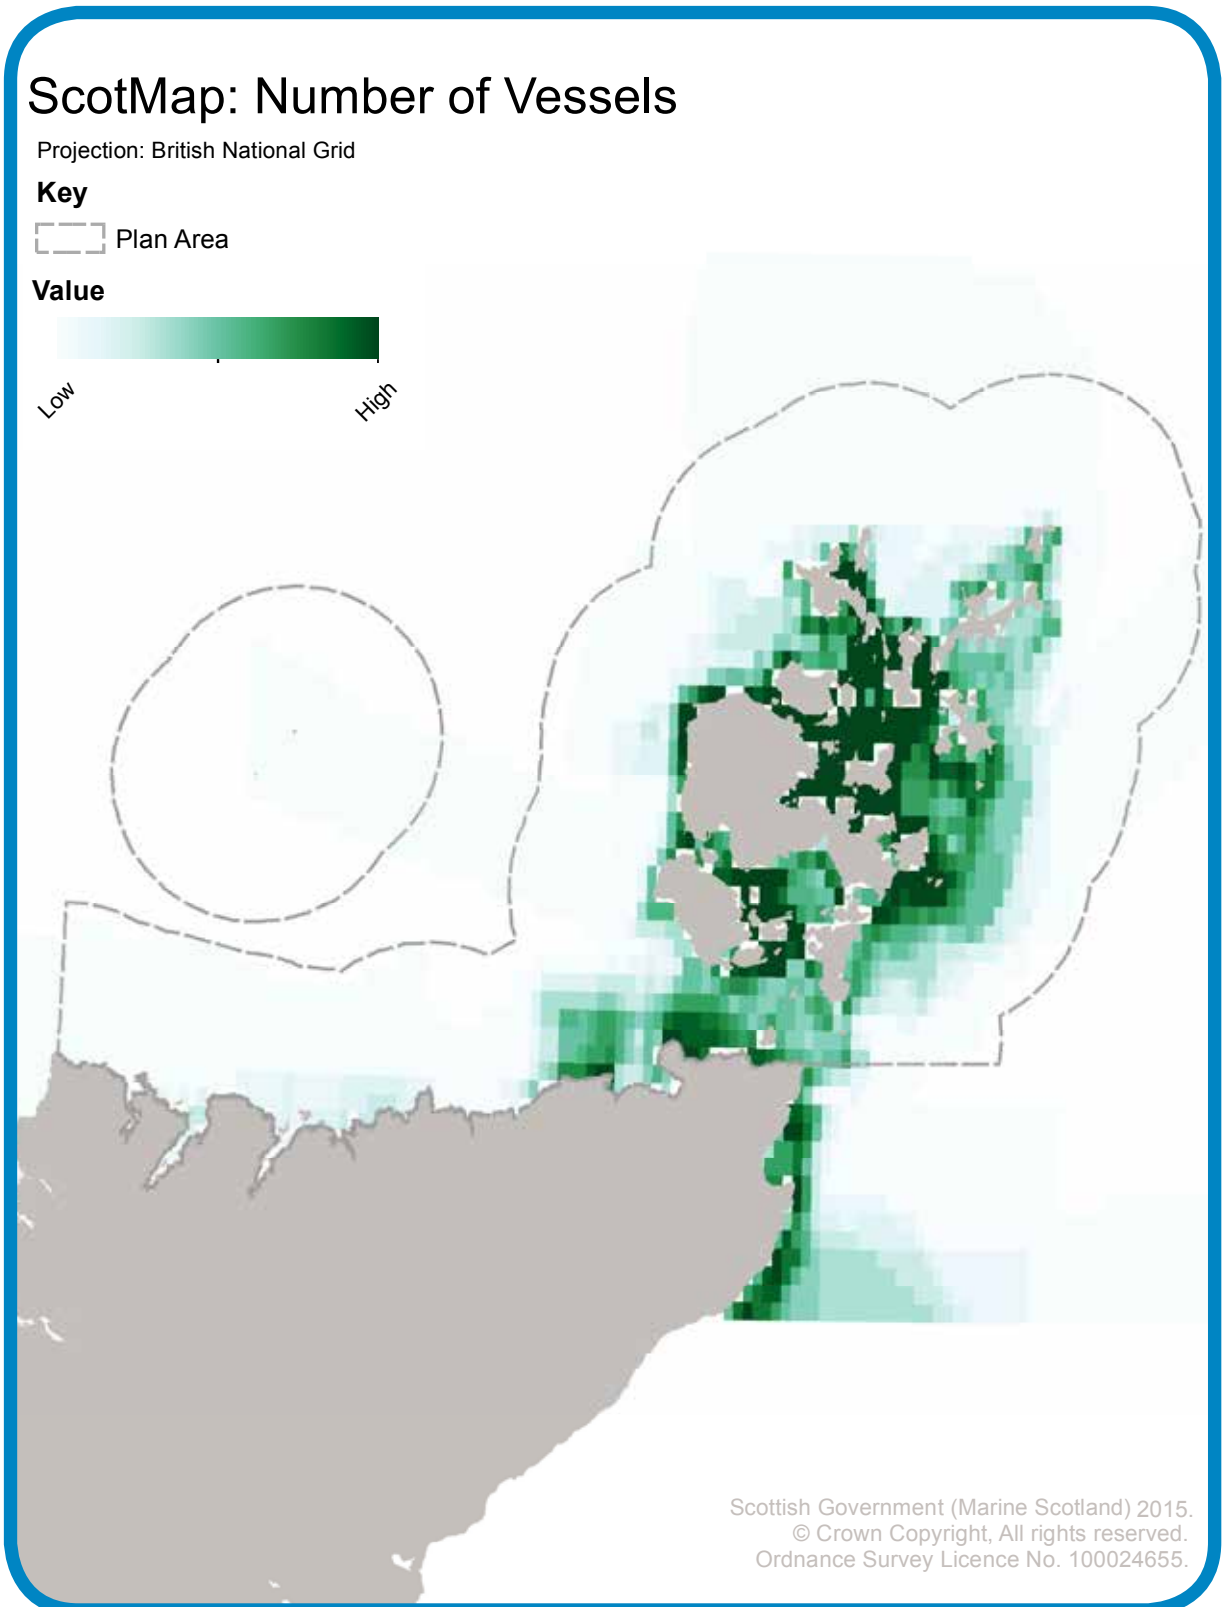 ScotMap: Number of Vessels
Projection: British National Grid
Key
Plan Area
Value
Low
High
Scottish Government (Marine Scotland) 2015.
© Crown Copyright, All rights reserved.
Ordnance Survey Licence No. 100024655.